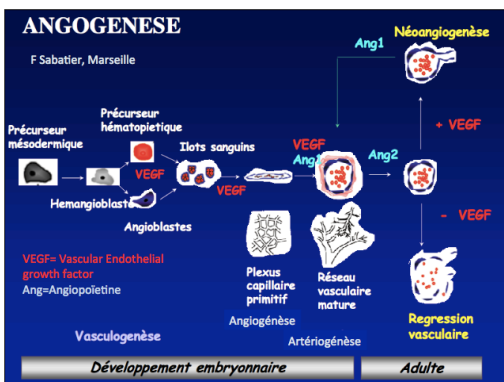 ANGOGENESE
F Sabatier, Marseille
Néoangiogenèse
Ang1
Précurseur
hématopietique
Précurseur
mésodermique
Ilots sanguins
VEGF
VEGF
Ang1
Ang2
+ VEGF
VEGF
Hemangioblaste
Angioblastes
- VEGF
VEGF= Vascular Endothelial
growth factor
Ang=Angiopoïetine
Plexus
capillaire
primitif
Réseau
vasculaire
mature
Angiogénèse
Artériogénèse
Regression
vasculaire
Vasculogenèse
Développement embryonnaire
Adulte